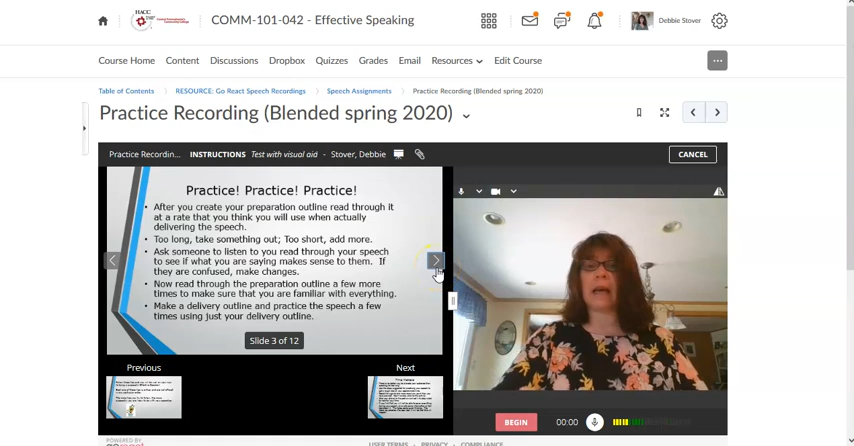 HACC
COMM-101-042 - Effective Speaking
Debbie Stover
Course Home Content Discussions Dropbox Quizzes Grades Email Resources Edit Course
Table of Contents RESOURCE: Go React Speech Recordings Speech Assignments Practice Recording (Blended spring 2020)
Practice Recording (Blended spring 2020)
Practice Recordin... INSTRUCTIONS Test with visual aid - Stover, Debbie CANCEL
Practice! Practice! Practice!
• After you create your preparation outline read through it
at a rate that you think you will use when actually
delivering the speech.
• Too long, take something out; Too short, add more.
• Ask someone to listen to you read through your speech
to see if what you are saying makes sense to them. If
they are confused, make changes.
• Now read through the preparation outline a few more
times to make sure that you are familiar with everything.
• Make a delivery outline and practice the speech a few
times using just your delivery outline.
Slide 3 of 12
Previous Next
BEGIN 00:00
POWERED BY
USER TERMS - PRIVACY - COMPLIANCE